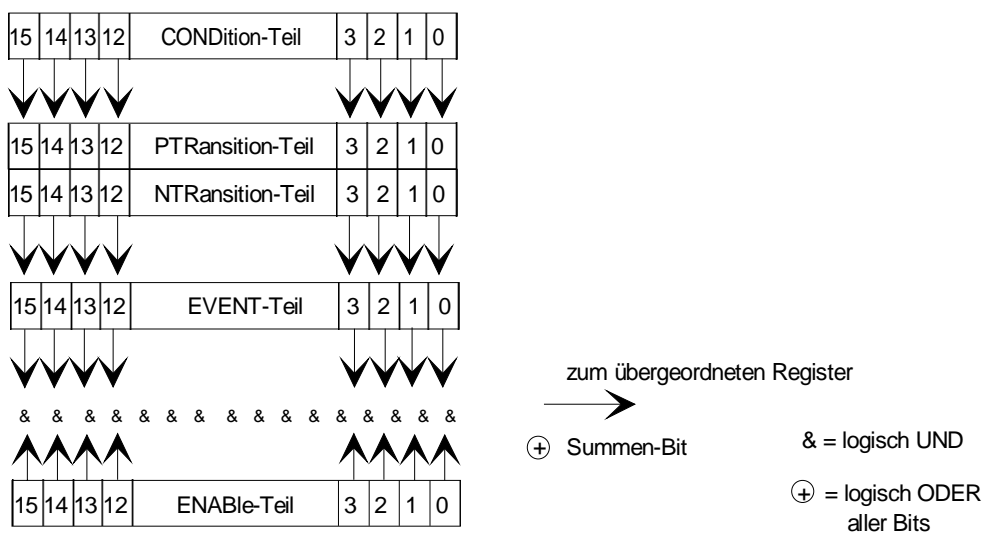 15 14 13 12 CONDition-Teil 3 2 1 0
15 14 13 12 PTRansition-Teil 3 2 1 0
15 14 13 12 NTRansition-Teil 3 2 1 0
15 14 13 12 EVENT-Teil 3 2 1 0
zum übergeordneten Register
& & & & & & & & & & & & & & & &
+ Summen-Bit
& = logisch UND
15 14 13 12 ENABle-Teil 3 2 1 0
+ = logisch ODER
aller Bits